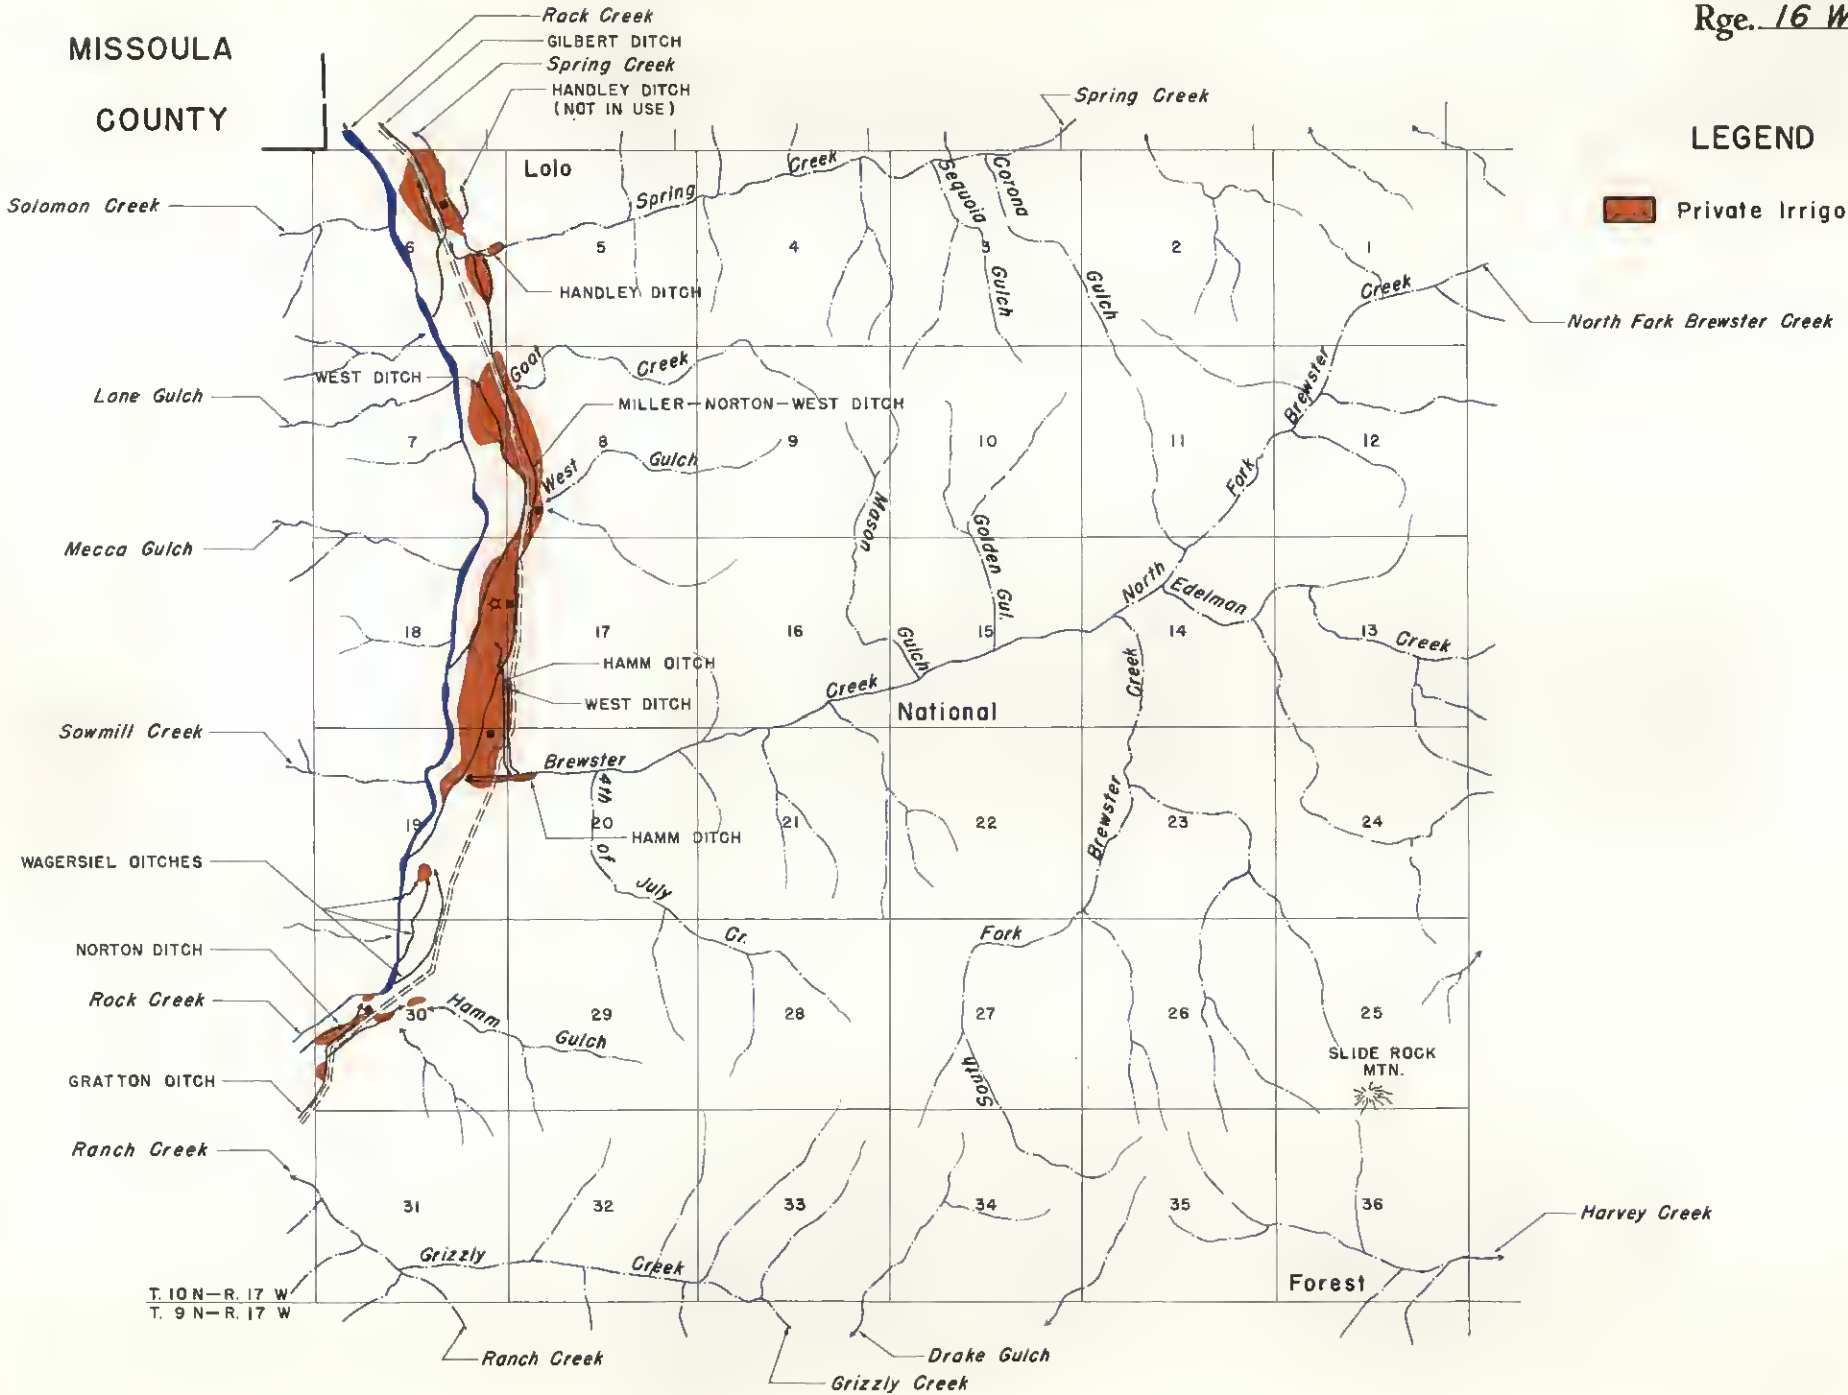 Rge. 16 W
MISSOULA
COUNTY
Rock Creek
GILBERT DITCH
Spring Creek
HANDLEY DITCH
(NOT IN USE)
Spring Creek
LEGEND
Private Irriga
Lolo
Spring Creek
Sequoia Gulch
Corona Gulch
Solomon Creek
6
5
4
3
2
1
Creek
HANDLEY DITCH
North Fork Brewster Creek
WEST DITCH
Goat Creek
Lone Gulch
MILLER-NORTON-WEST DITCH
Brewster
7
8
9
10
11
12
West Gulch
Fork
Mason
Golden Gul.
Mecca Gulch
North
Edelman
18
17
16
15
14
13
Creek
Gulch
HAMM DITCH
Creek
Creek
WEST DITCH
National
Sawmill Creek
Brewster
4th of
Brewster
19
20
21
22
23
24
HAMM DITCH
WAGERSIEL DITCHES
July
Cr.
Fork
NORTON DITCH
Rock Creek
Hamm
Gulch
30
29
28
27
26
25
South
SLIDE ROCK
MTN.
GRATTON DITCH
Ranch Creek
31
32
33
34
35
36
Harvey Creek
Grizzly Creek
Forest
T. 10 N-R. 17 W
T. 9 N-R. 17 W
Ranch Creek
Drake Gulch
Grizzly Creek